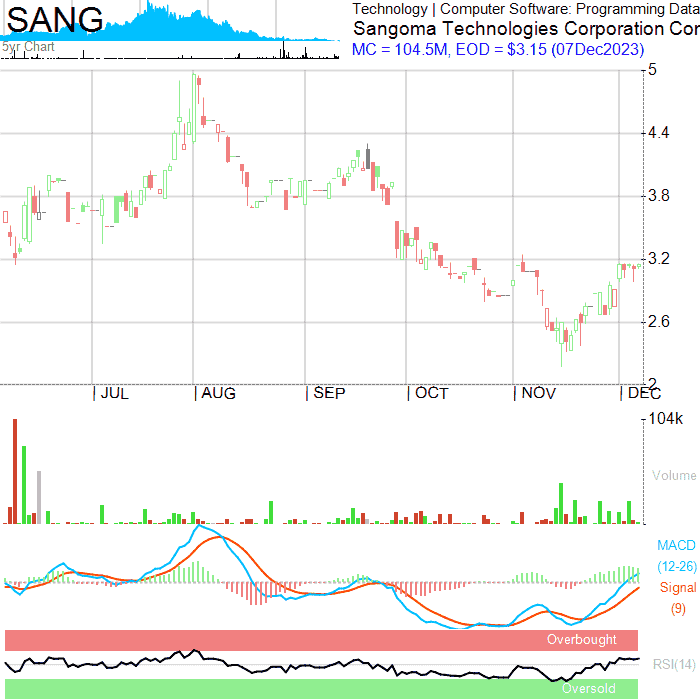 SANG
5yr Chart
Technology | Computer Software: Programming Data
Sangoma Technologies Corporation Cor
MC = 104.5M, EOD = $3.15 (07Dec2023)
5
4.4
3.8
3.2
2.6
2
JUL AUG SEP OCT NOV DEC
104k
Volume
MACD
(12-26)
Signal
(9)
Overbought
RSI(14)
Oversold